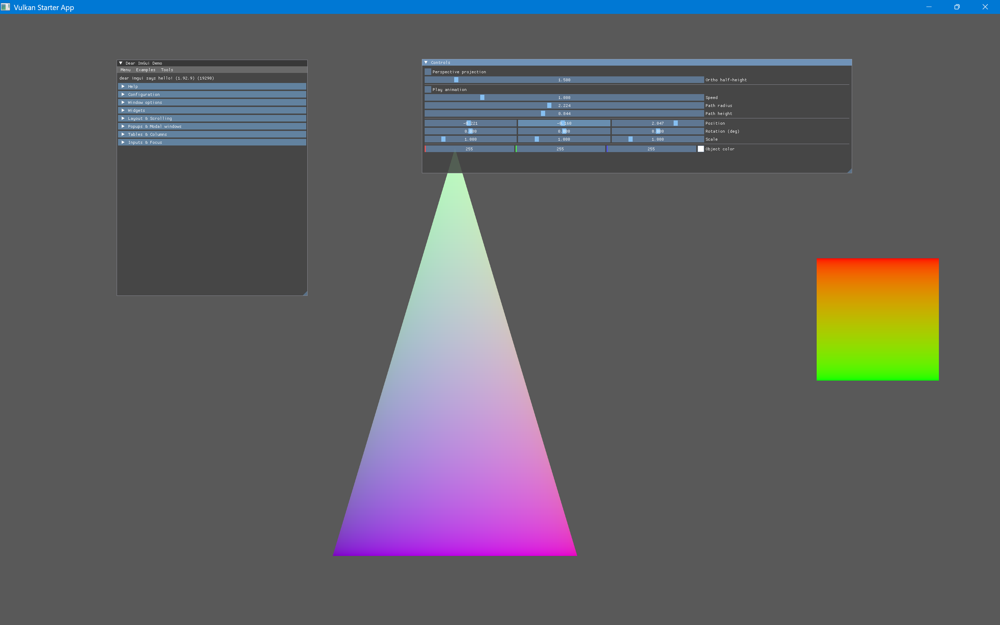 Vulkan Starter App
Dear ImGui Demo
Menu Examples Tools
dear imgui says hello! (1.92.9) (19290)
Help
Configuration
Window options
Widgets
Layout & Scrolling
Popups & Modal windows
Tables & Columns
Inputs & Focus
Controls
Perspective projection
1.500 Ortho half-height
Play animation
1.000 Speed
2.224 Path radius
0.844 Path height
-0.221 -0.160 2.047 Position
0.000 0.000 0.000 Rotation (deg)
1.000 1.000 1.000 Scale
255 255 255 Object color